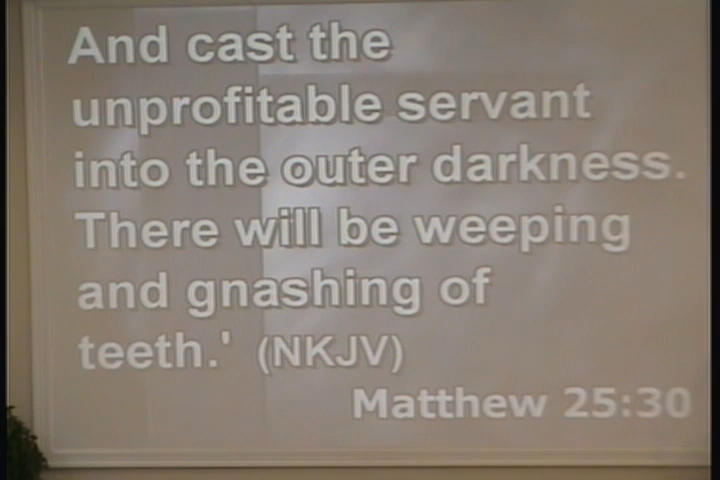 And cast the
unprofitable servant
into the outer darkness.
There will be weeping
and gnashing of
teeth.' (NKJV)
Matthew 25:30